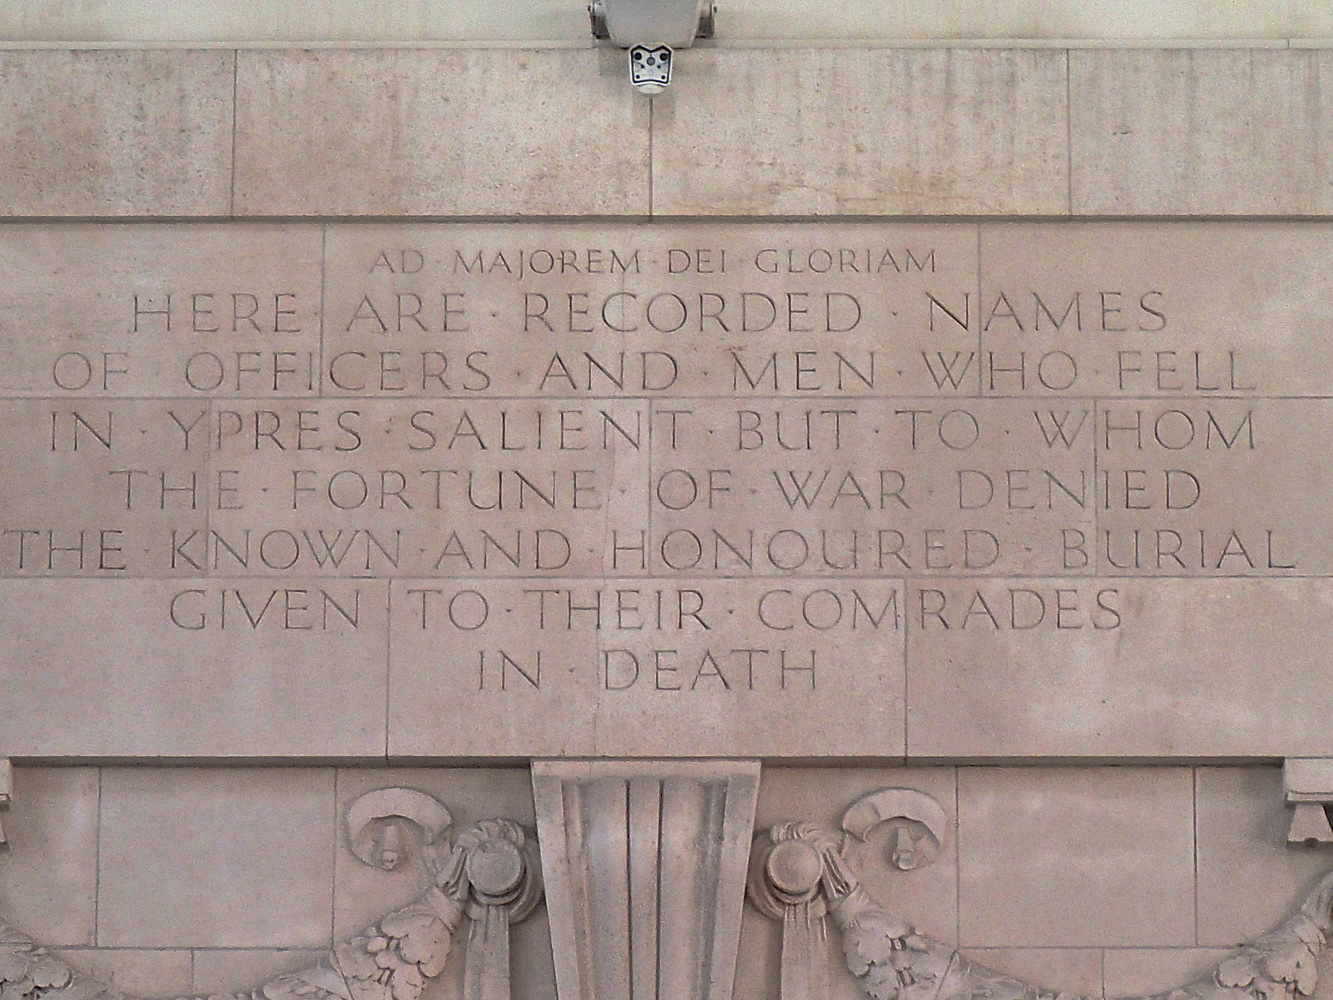 AD · MAJOREM · DEI · GLORIAM
HERE · ARE · RECORDED · NAMES
OF · OFFICERS · AND · MEN · WHO · FELL
IN · YPRES · SALIENT · BUT · TO · WHOM
THE · FORTUNE · OF · WAR · DENIED
THE · KNOWN · AND · HONOURED · BURIAL
GIVEN · TO · THEIR · COMRADES
IN · DEATH